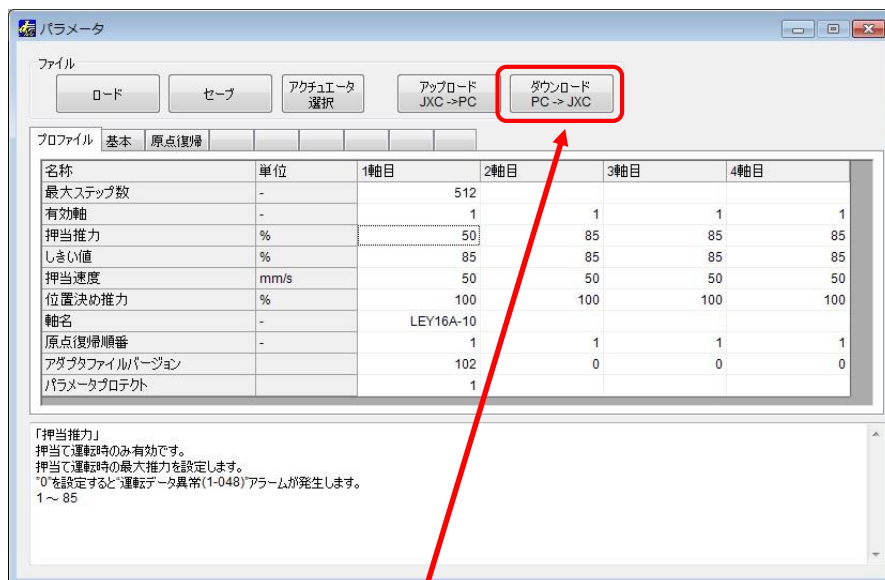 パラメータ
ファイル
ロード セーブ アクチュエータ 選択 アップロード JXC ->PC ダウンロード PC -> JXC
プロファイル 基本 原点復帰
名称 単位 1軸目 2軸目 3軸目 4軸目
最大ステップ数 - 512
有効軸 - 1 1 1 1
押当推力 % 50 85 85 85
しきい値 % 85 85 85 85
押当速度 mm/s 50 50 50 50
位置決め推力 % 100 100 100 100
軸名 - LEY16A-10
原点復帰順番 - 1 1 1 1
アダプタファイルバージョン 102 0 0 0
パラメータプロテクト 1
「押当推力」
押当て運転時のみ有効です。
押当て運転時の最大推力を設定します。
"0"を設定すると"運転データ異常(1-048)"アラームが発生します。
1～ 85